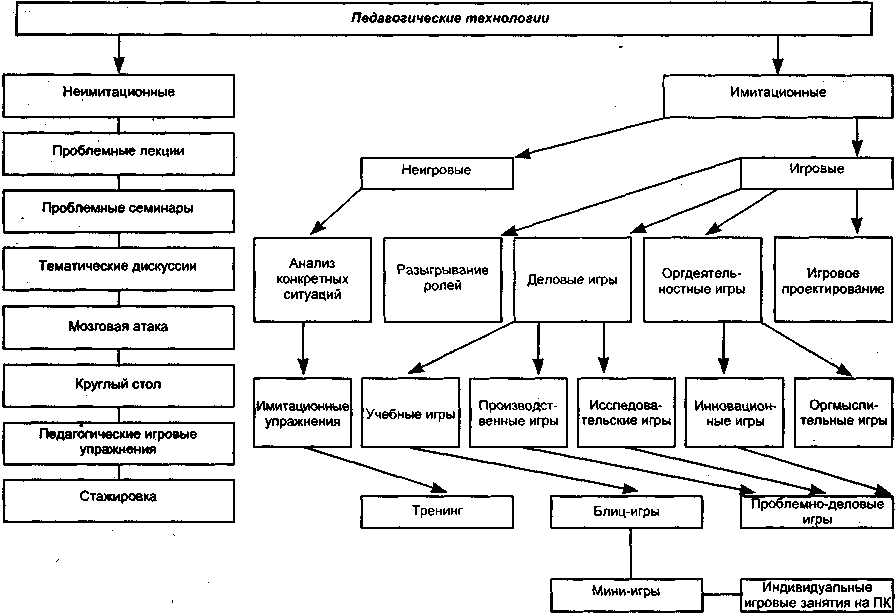 Педагогические технологии
Неимитационные
Имитационные
Проблемные лекции
Неигровые
Игровые
Проблемные семинары
Тематические дискуссии
Анализ
конкретных
ситуаций
Разыгрывание
ролей
Деловые игры
Оргдеятель-
ностные игры
Игровое
проектирование
Мозговая атака
Круглый стол
Имитационные
упражнения
Учебные игры
Производст-
венные игры
Исследова-
тельские игры
Инновацион-
ные игры
Оргмысли-
тельные игры
Педагогические игровые
упражнения
Стажировка
Тренинг
Блиц-игры
Проблемно-деловые
игры
Мини-игры
Индивидуальные
игровые занятия на ПК